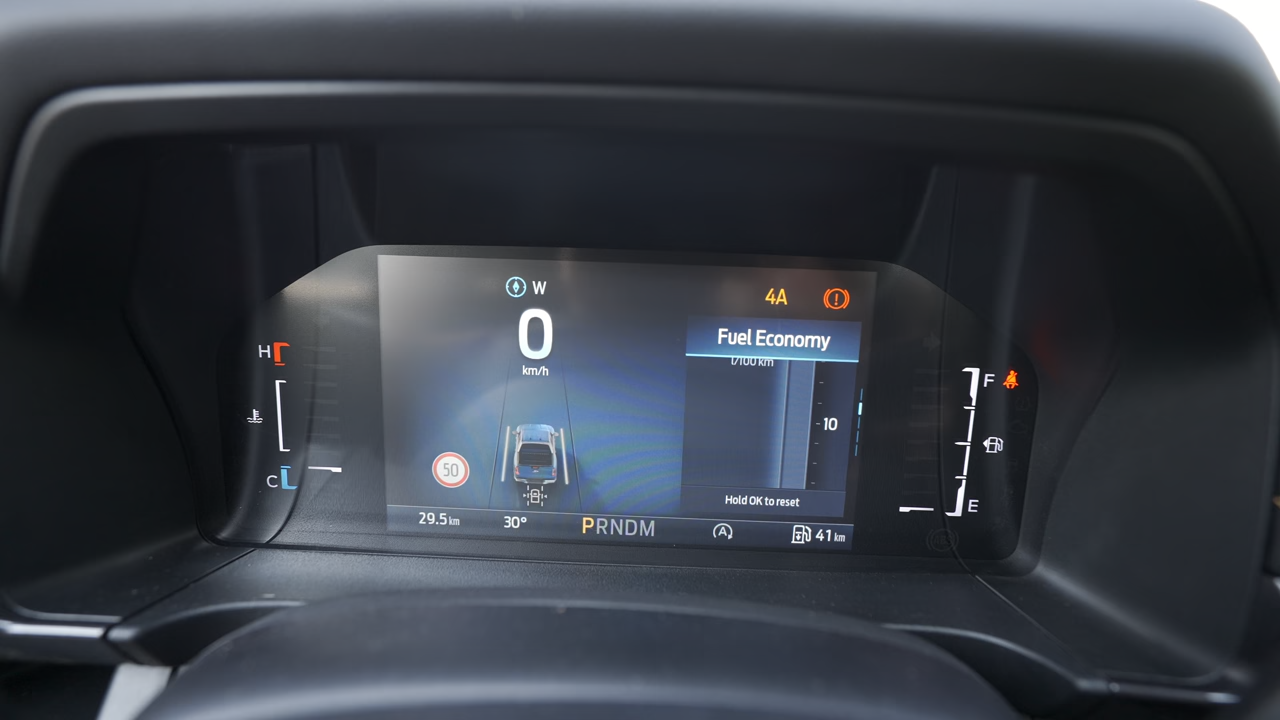 W
4A
0
km/h
Fuel Economy
l/100 km
H
C
50
10
F
E
Hold OK to reset
29.5 km
30°
PRNDM
A
41 km